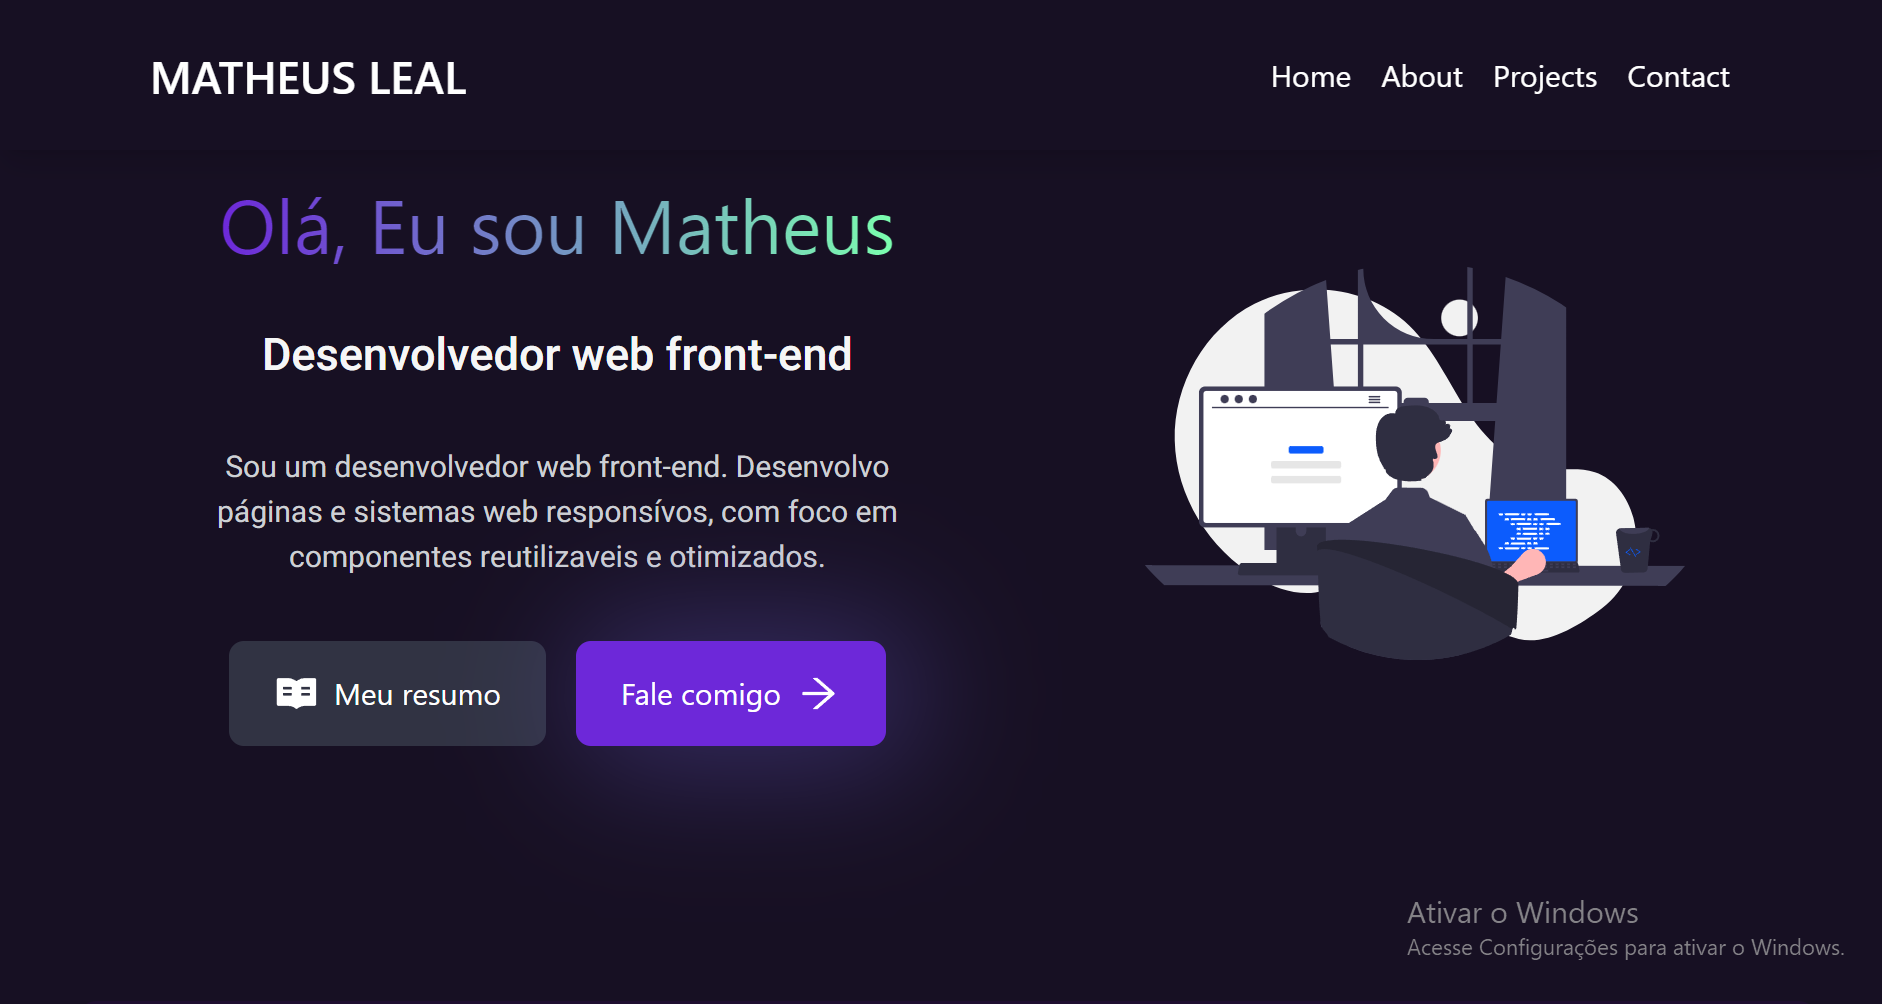 MATHEUS LEAL
Home About Projects Contact
Olá, Eu sou Matheus
Desenvolvedor web front-end
Sou um desenvolvedor web front-end. Desenvolvo
páginas e sistemas web responsívos, com foco em
componentes reutilizaveis e otimizados.
Meu resumo
Fale comigo
Ativar o Windows
Acesse Configurações para ativar o Windows.